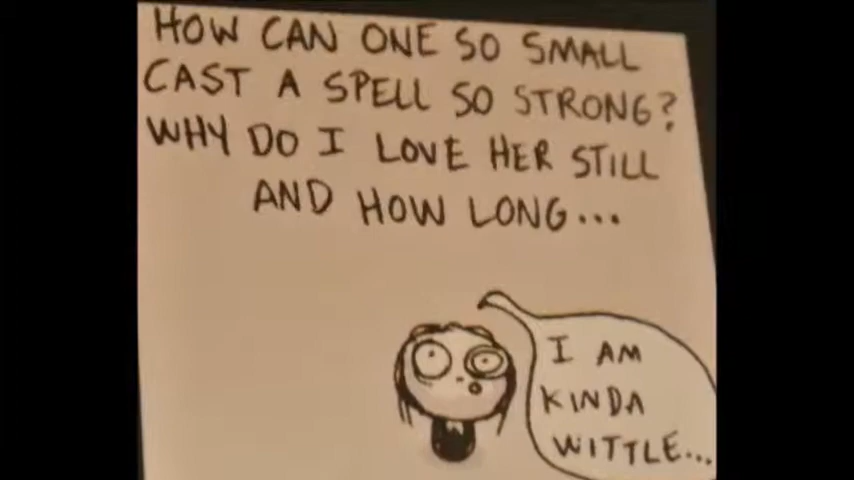 HOW CAN ONE SO SMALL
CAST A SPELL SO STRONG?
WHY DO I LOVE HER STILL
AND HOW LONG...
I AM
KINDA
WITTLE...